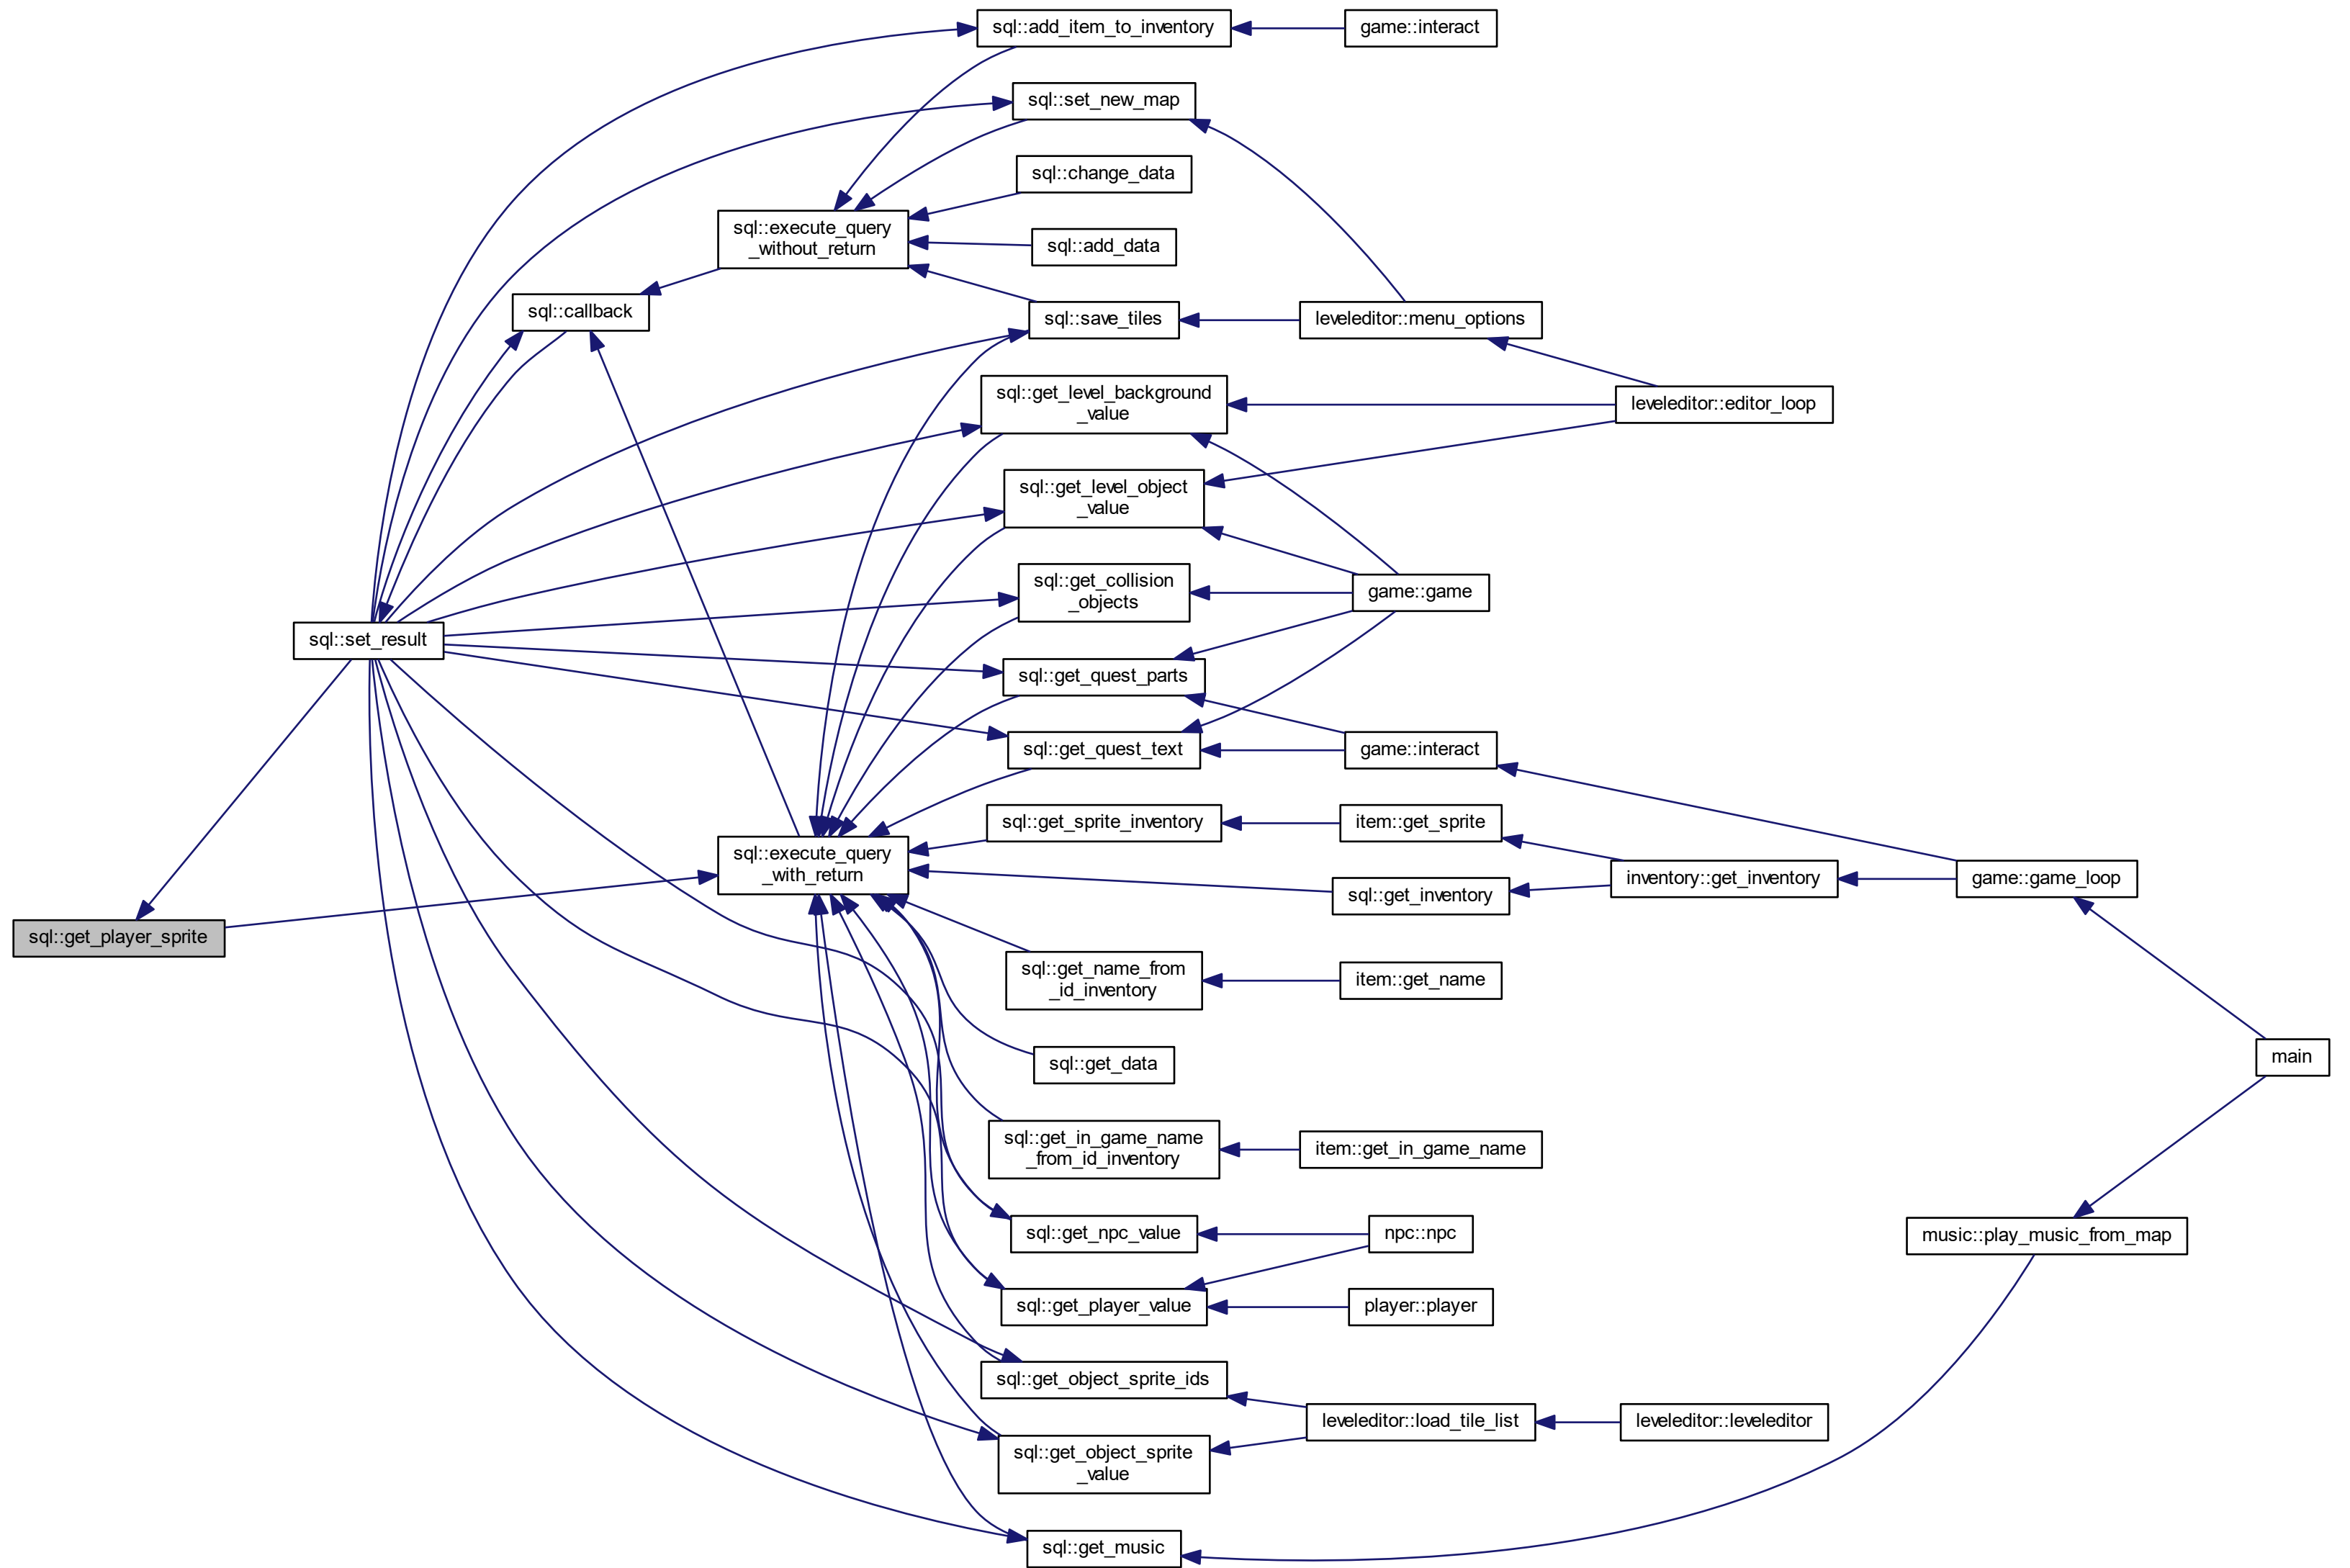 sql::add_item_to_inventory
game::interact
sql::set_new_map
sql::change_data
sql::execute_query
_without_return
sql::add_data
sql::callback
sql::save_tiles
leveleditor::menu_options
sql::get_level_background
_value
leveleditor::editor_loop
sql::get_level_object
_value
sql::get_collision
_objects
game::game
sql::set_result
sql::get_quest_parts
sql::get_quest_text
game::interact
sql::get_sprite_inventory
item::get_sprite
sql::execute_query
_with_return
sql::get_inventory
inventory::get_inventory
game::game_loop
sql::get_player_sprite
sql::get_name_from
_id_inventory
item::get_name
sql::get_data
main
sql::get_in_game_name
_from_id_inventory
item::get_in_game_name
sql::get_npc_value
npc::npc
music::play_music_from_map
sql::get_player_value
player::player
sql::get_object_sprite_ids
leveleditor::load_tile_list
leveleditor::leveleditor
sql::get_object_sprite
_value
sql::get_music